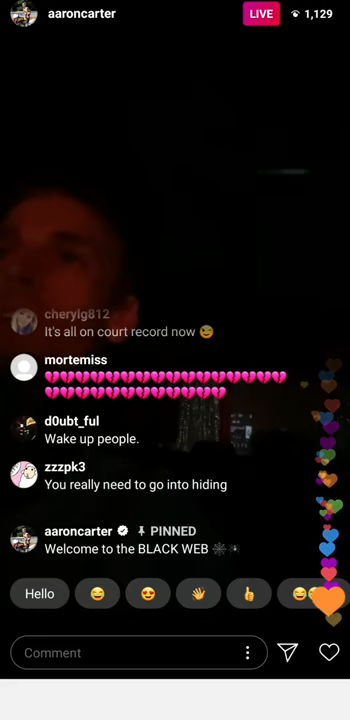 aaroncarter
LIVE
1,129
cherylg812
It's all on court record now 😉
mortemiss
💔💔💔💔💔💔💔💔💔💔💔💔💔💔💔💔
💔💔💔💔💔💔💔💔💔💔💔💔
d0ubt_ful
Wake up people.
zzzpk3
You really need to go into hiding
aaroncarter PINNED
Welcome to the BLACK WEB 🕸️🕷️
Hello 😂 😍 👋 👍 😂
Comment